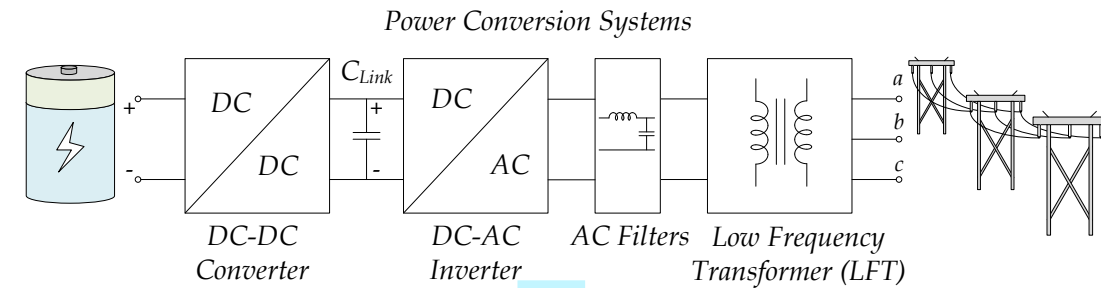 Power Conversion Systems
+
-
DC
DC
DC-DC
Converter
C_Link
+
-
DC
AC
DC-AC
Inverter
AC Filters
Low Frequency
Transformer (LFT)
a
b
c